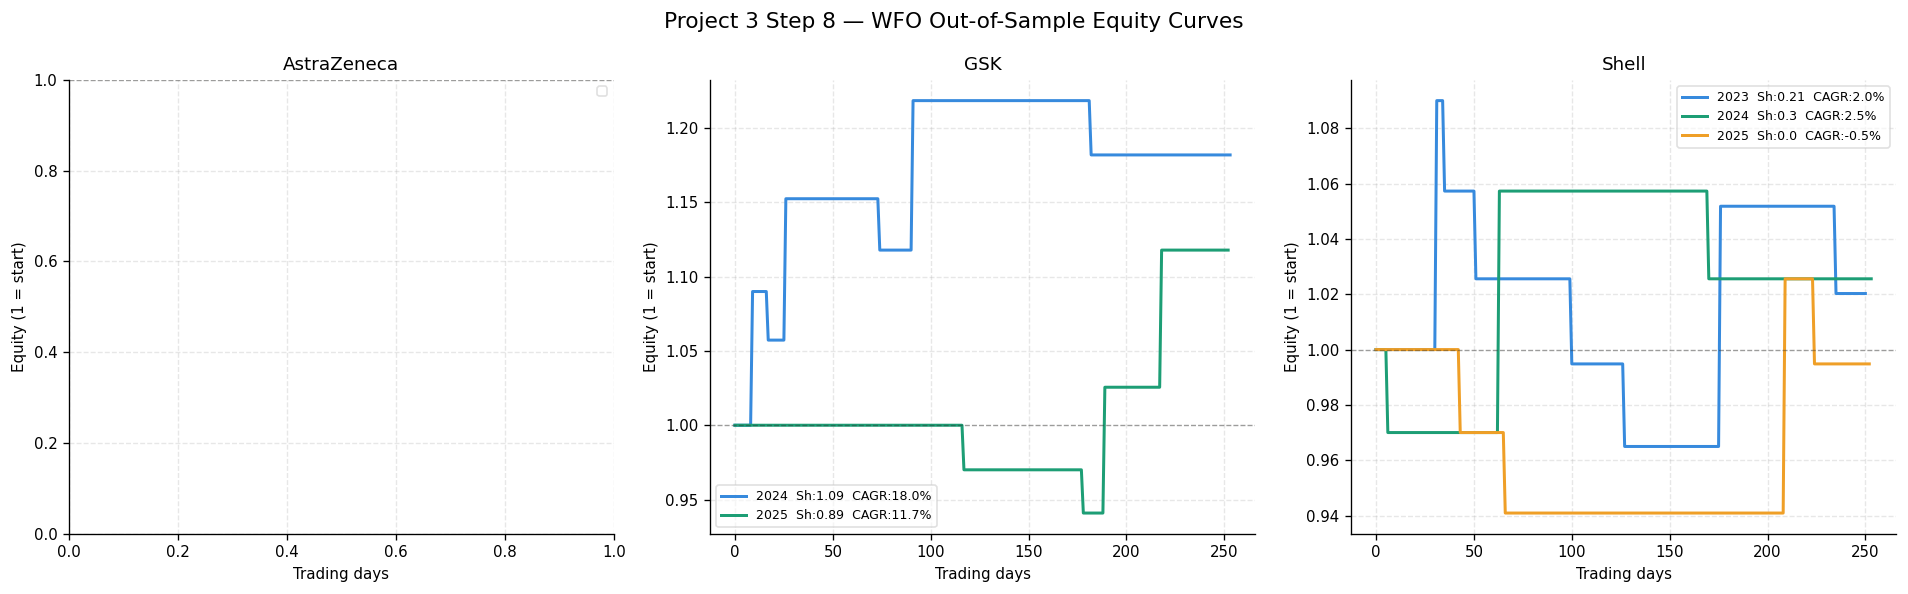 Project 3 Step 8 — WFO Out-of-Sample Equity Curves
AstraZeneca
Equity (1 = start)
1.0
0.8
0.6
0.4
0.2
0.0
0.0 0.2 0.4 0.6 0.8 1.0
Trading days
GSK
Equity (1 = start)
1.20
1.15
1.10
1.05
1.00
0.95
2024 Sh:1.09 CAGR:18.0%
2025 Sh:0.89 CAGR:11.7%
0 50 100 150 200 250
Trading days
Shell
Equity (1 = start)
1.08
1.06
1.04
1.02
1.00
0.98
0.96
0.94
2023 Sh:0.21 CAGR:2.0%
2024 Sh:0.3 CAGR:2.5%
2025 Sh:0.0 CAGR:-0.5%
0 50 100 150 200 250
Trading days